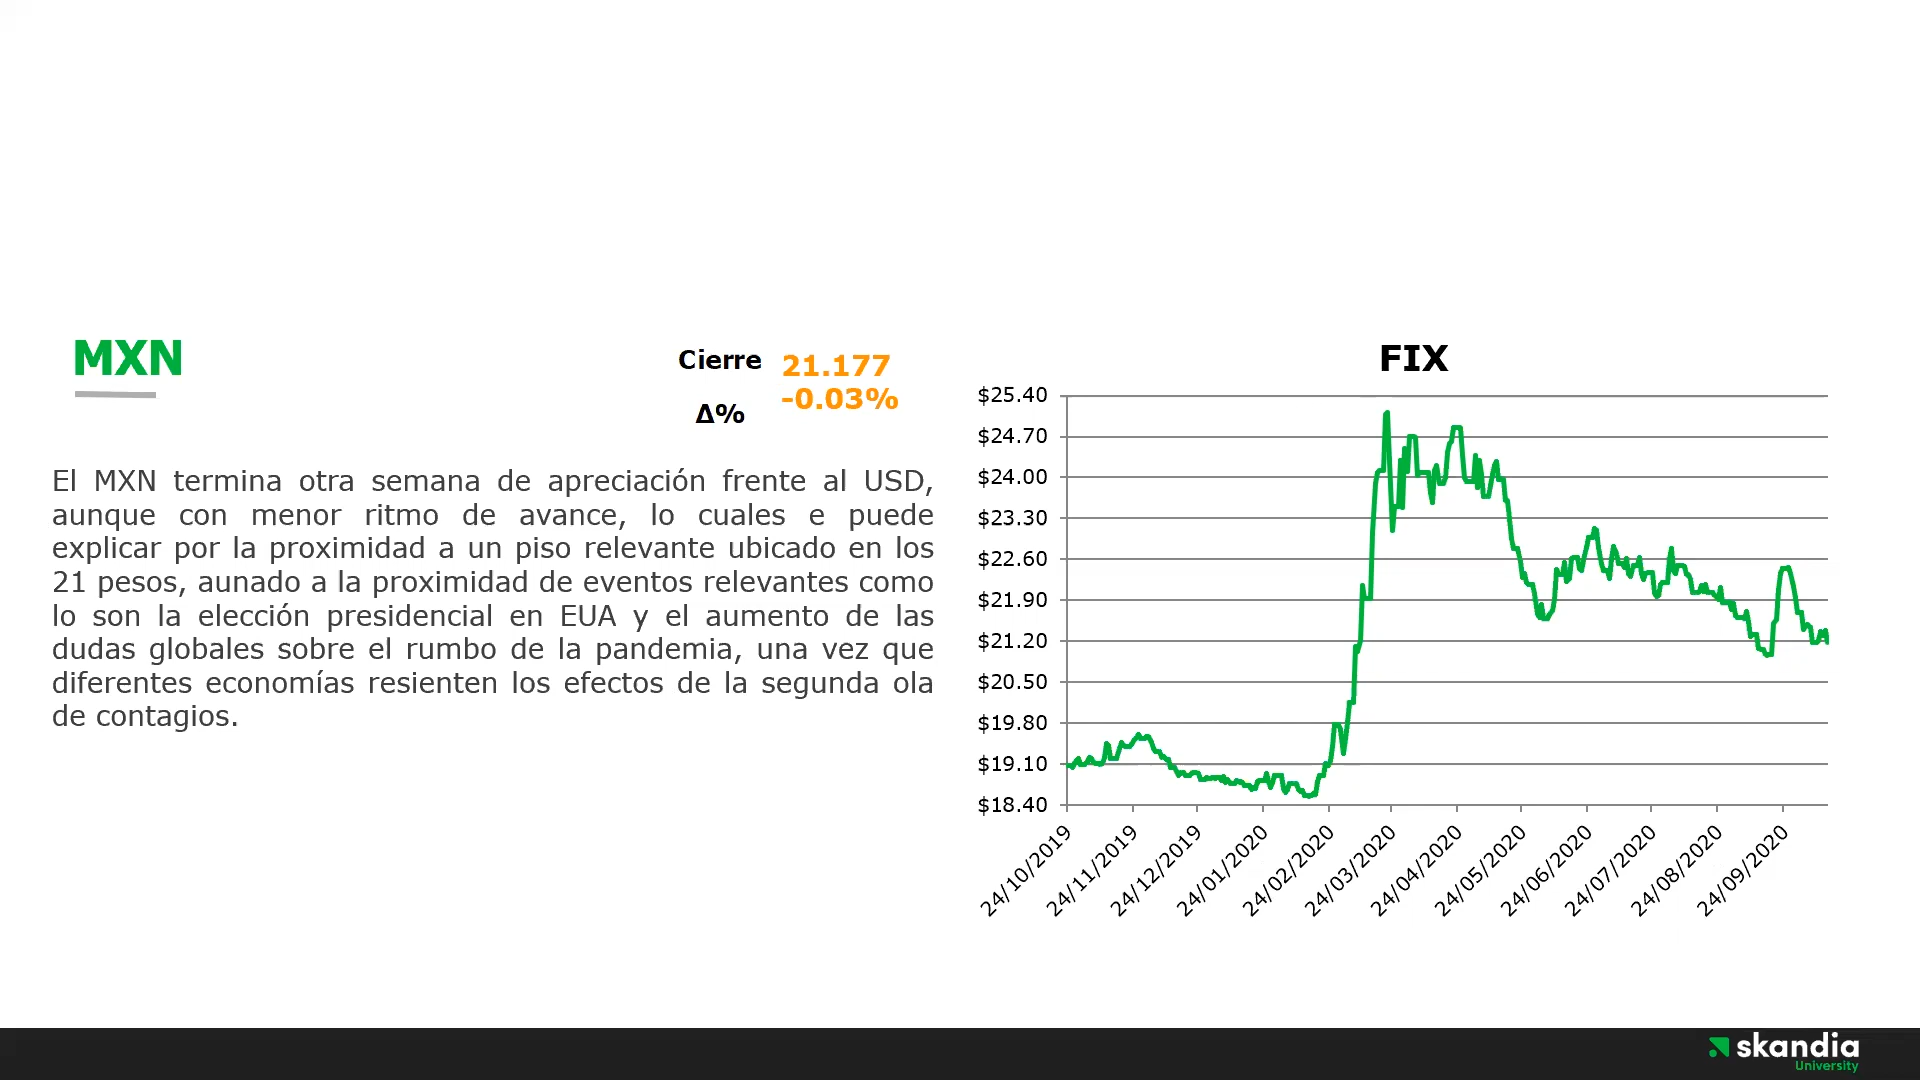 MXN
Cierre 21.177
Δ% -0.03%
El MXN termina otra semana de apreciación frente al USD,
aunque con menor ritmo de avance, lo cuales e puede
explicar por la proximidad a un piso relevante ubicado en los
21 pesos, aunado a la proximidad de eventos relevantes como
lo son la elección presidencial en EUA y el aumento de las
dudas globales sobre el rumbo de la pandemia, una vez que
diferentes economías resienten los efectos de la segunda ola
de contagios.
FIX
$25.40
$24.70
$24.00
$23.30
$22.60
$21.90
$21.20
$20.50
$19.80
$19.10
$18.40
24/10/2019
24/11/2019
24/12/2019
24/01/2020
24/02/2020
24/03/2020
24/04/2020
24/05/2020
24/06/2020
24/07/2020
24/08/2020
24/09/2020
skandia
University